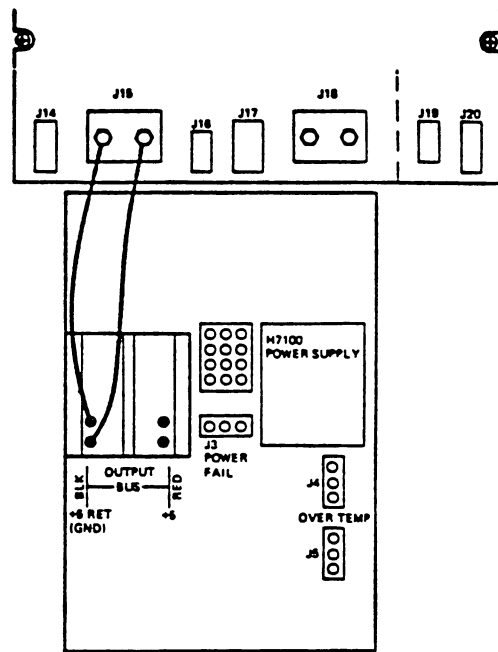 J15
J18
J14
J16
J17
J19
J20
H7100
POWER SUPPLY
J3
POWER
FAIL
BLK
OUTPUT
BUS
RED
+5 RET
(GND)
+5
J4
OVER TEMP
J5